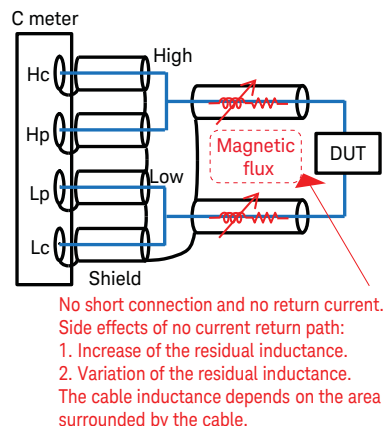 C meter
High
Hc
Hp
Magnetic
flux
DUT
Low
Lp
Lc
Shield
No short connection and no return current.
Side effects of no current return path:
1. Increase of the residual inductance.
2. Variation of the residual inductance.
The cable inductance depends on the area
surrounded by the cable.